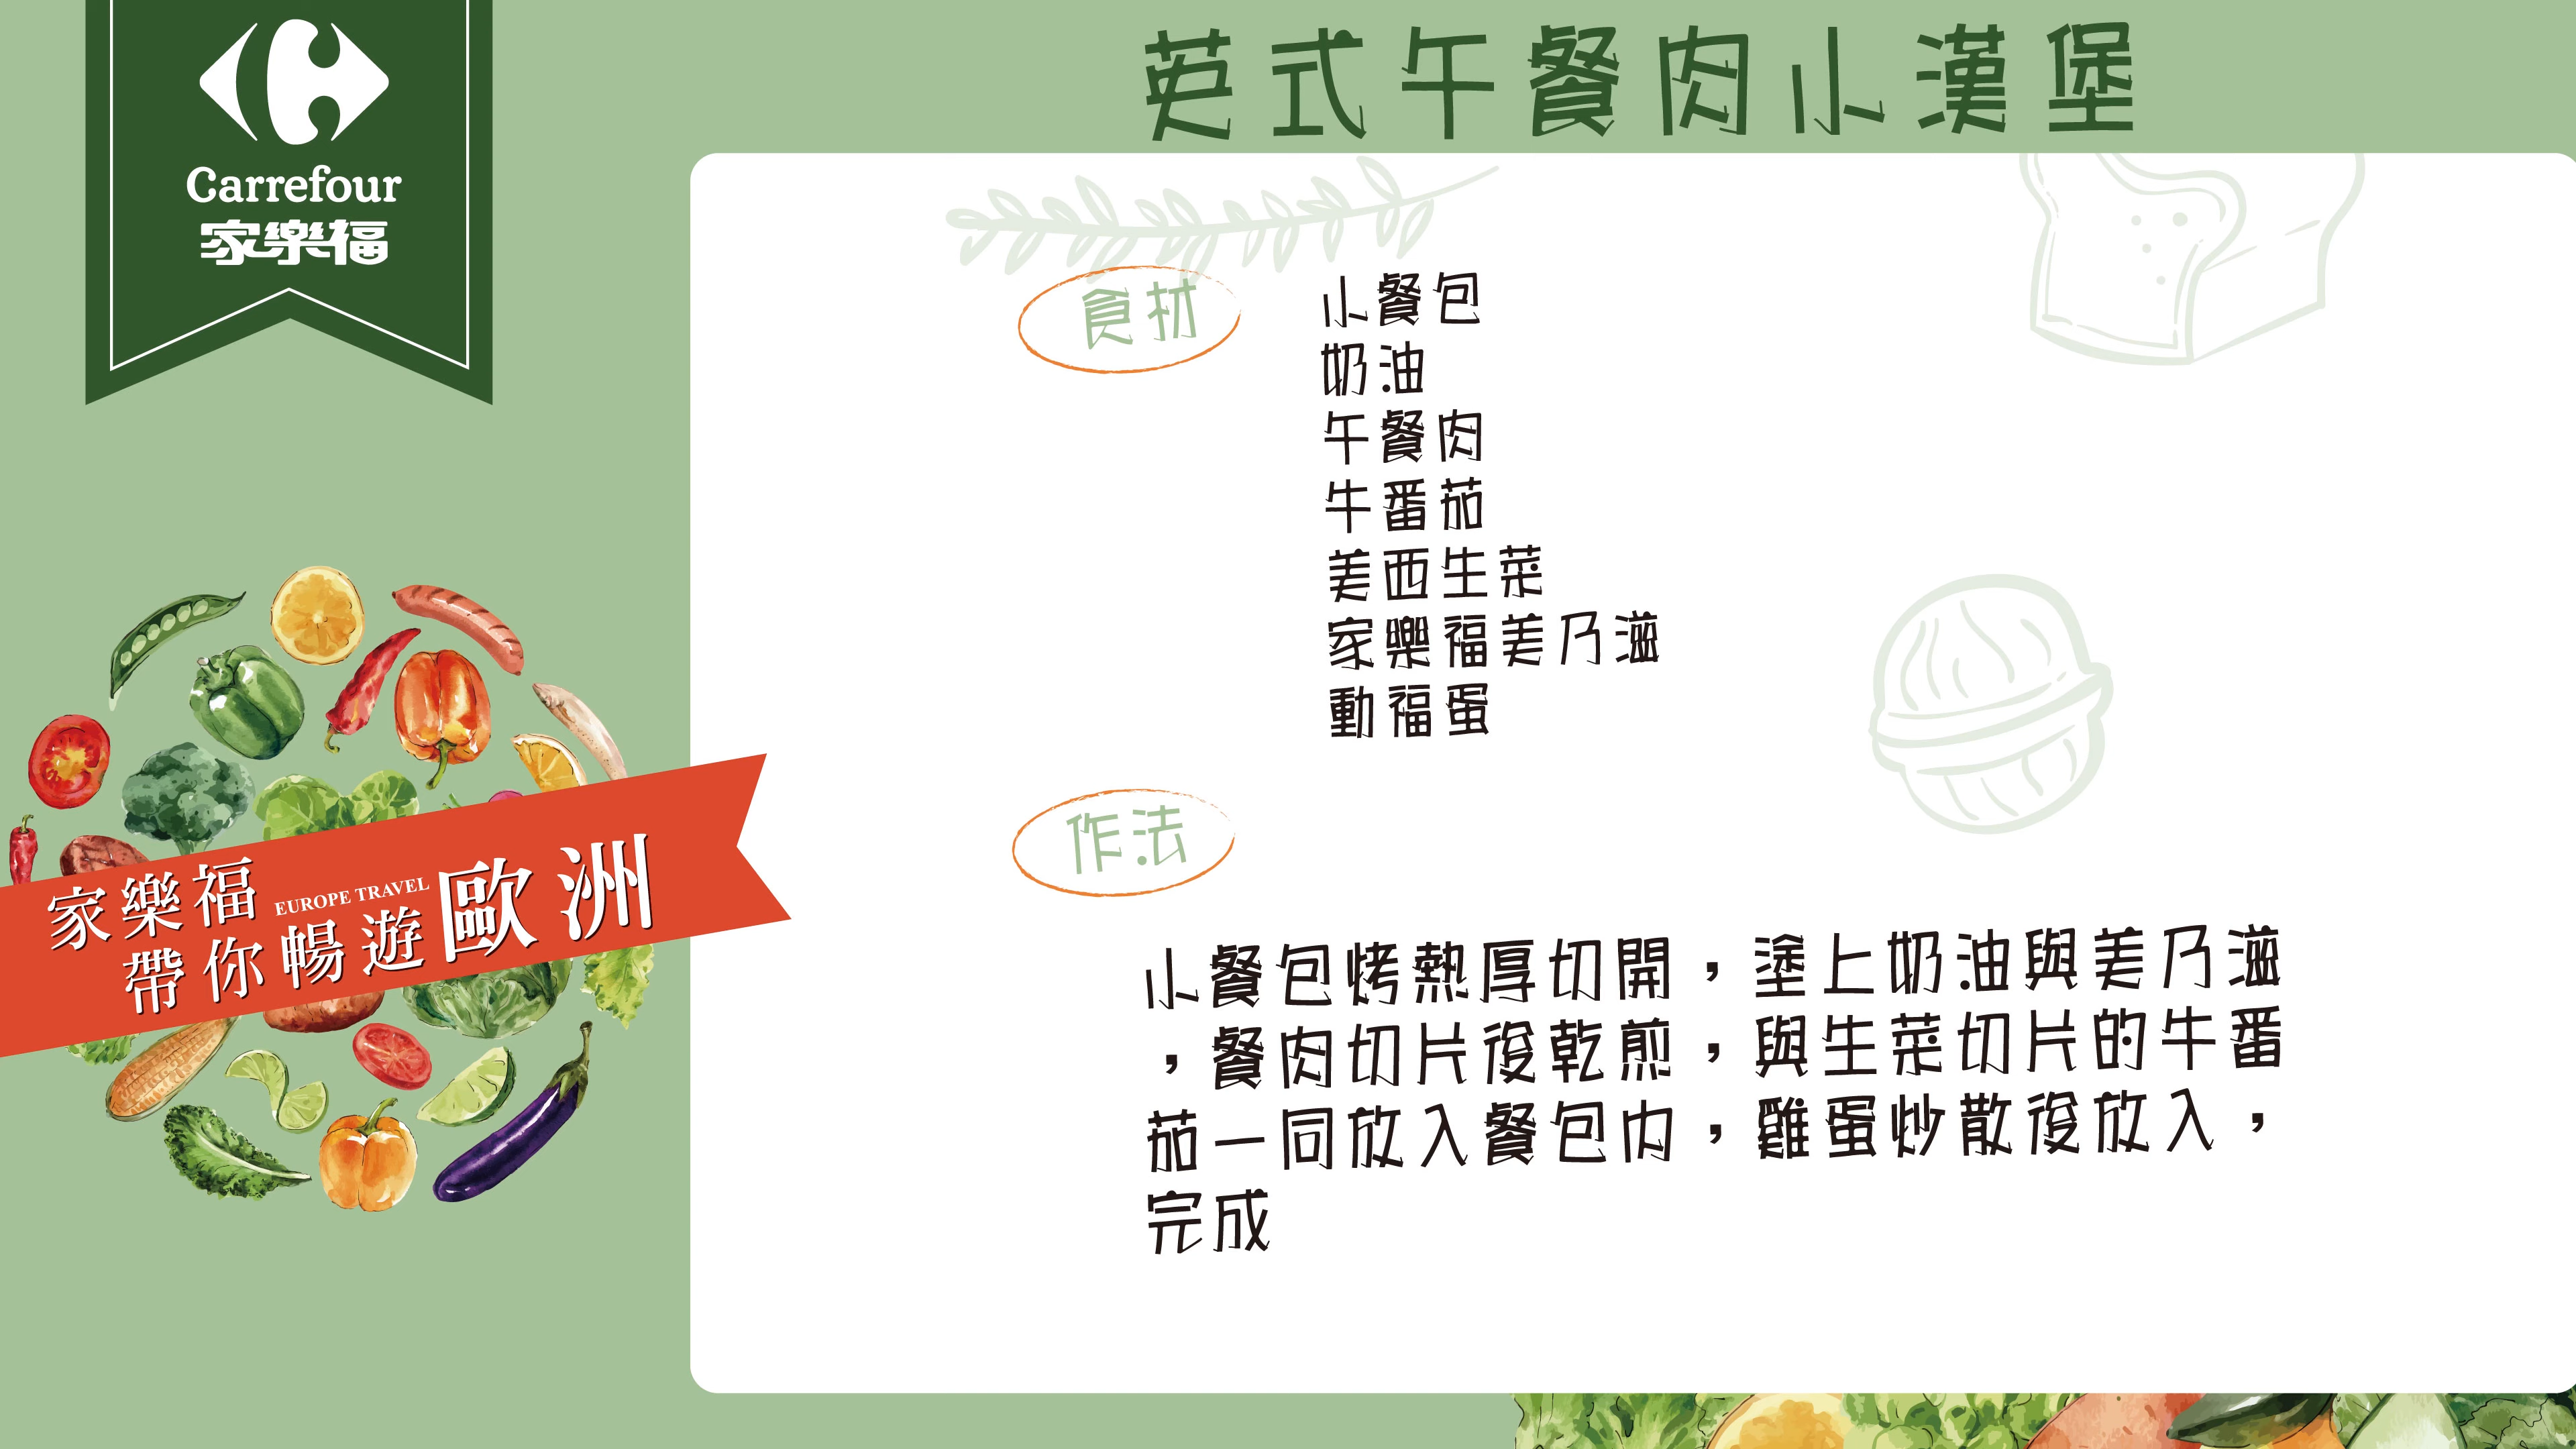 Carrefour
家樂福
英式午餐肉小漢堡
食材
小餐包
奶油
午餐肉
牛番茄
美西生菜
家樂福美乃滋
動福蛋
家樂福
EUROPE TRAVEL
帶你暢遊歐洲
作法
小餐包烤熱厚切開，塗上奶油與美乃滋
，餐肉切片後乾煎，與生菜切片的牛番
茄一同放入餐包內，雞蛋炒散後放入，
完成